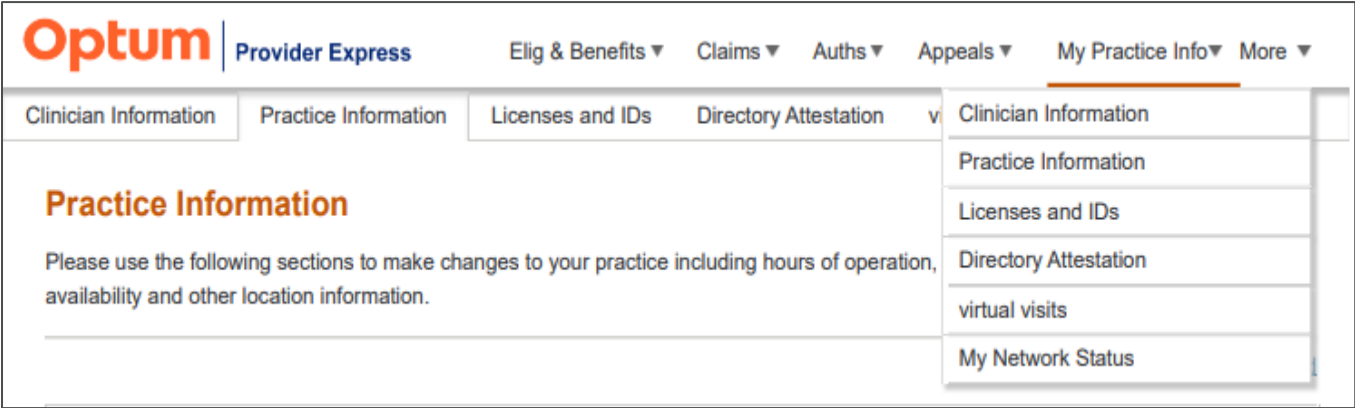 Optum Provider Express Elig & Benefits ▼ Claims ▼ Auths ▼ Appeals ▼ My Practice Info▼ More ▼
Clinician Information Practice Information Licenses and IDs Directory Attestation
Clinician Information
Practice Information
Licenses and IDs
Directory Attestation
virtual visits
My Network Status
Practice Information
Please use the following sections to make changes to your practice including hours of operation,
availability and other location information.